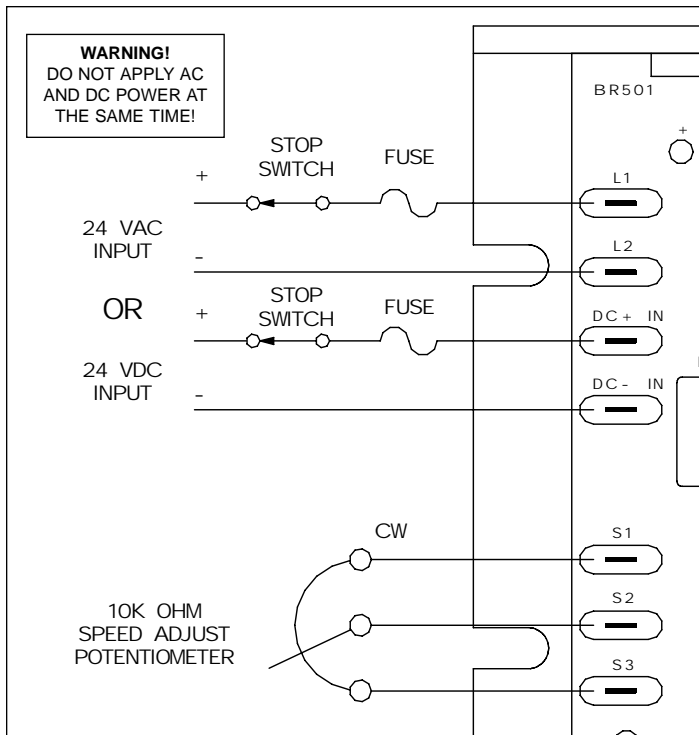 WARNING!
DO NOT APPLY AC
AND DC POWER AT
THE SAME TIME!
BR501
+
STOP
SWITCH
FUSE
+
L1
24 VAC
INPUT
-
L2
OR
STOP
SWITCH
FUSE
+
DC+ IN
24 VDC
INPUT
-
DC- IN
CW
S1
10K OHM
SPEED ADJUST
POTENTIOMETER
S2
S3